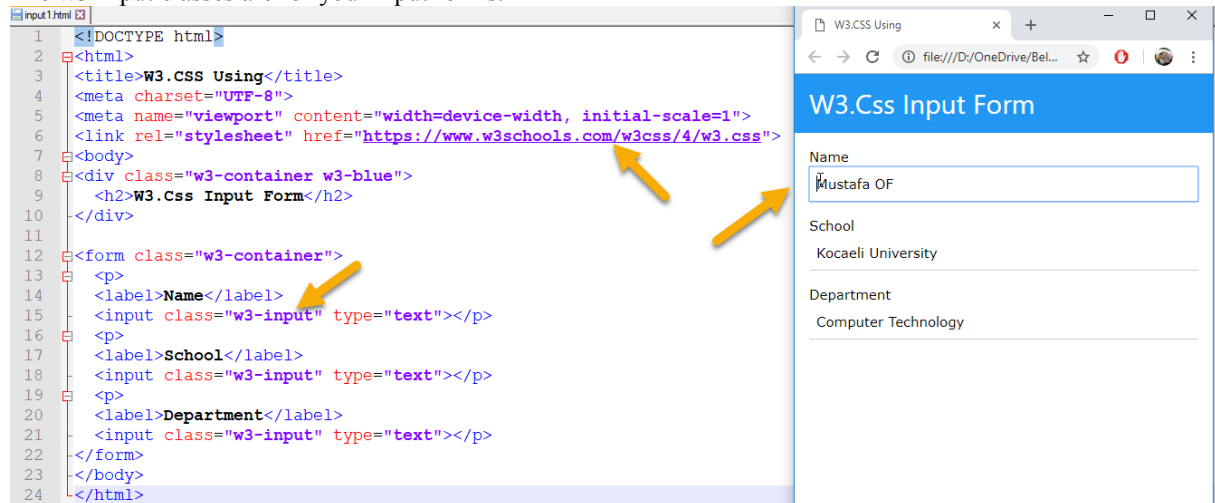 input1.html
1 <!DOCTYPE html>
2 <html>
3 <title>W3.CSS Using</title>
4 <meta charset="UTF-8">
5 <meta name="viewport" content="width=device-width, initial-scale=1">
6 <link rel="stylesheet" href="https://www.w3schools.com/w3css/4/w3.css">
7 <body>
8 <div class="w3-container w3-blue">
9 <h2>W3.Css Input Form</h2>
10 </div>
11
12 <form class="w3-container">
13 <p>
14 <label>Name</label>
15 <input class="w3-input" type="text"></p>
16 <p>
17 <label>School</label>
18 <input class="w3-input" type="text"></p>
19 <p>
20 <label>Department</label>
21 <input class="w3-input" type="text"></p>
22 </form>
23 </body>
24 </html>
W3.CSS Using
file:///D:/OneDrive/Bel...
W3.Css Input Form
Name
Mustafa OF
School
Kocaeli University
Department
Computer Technology